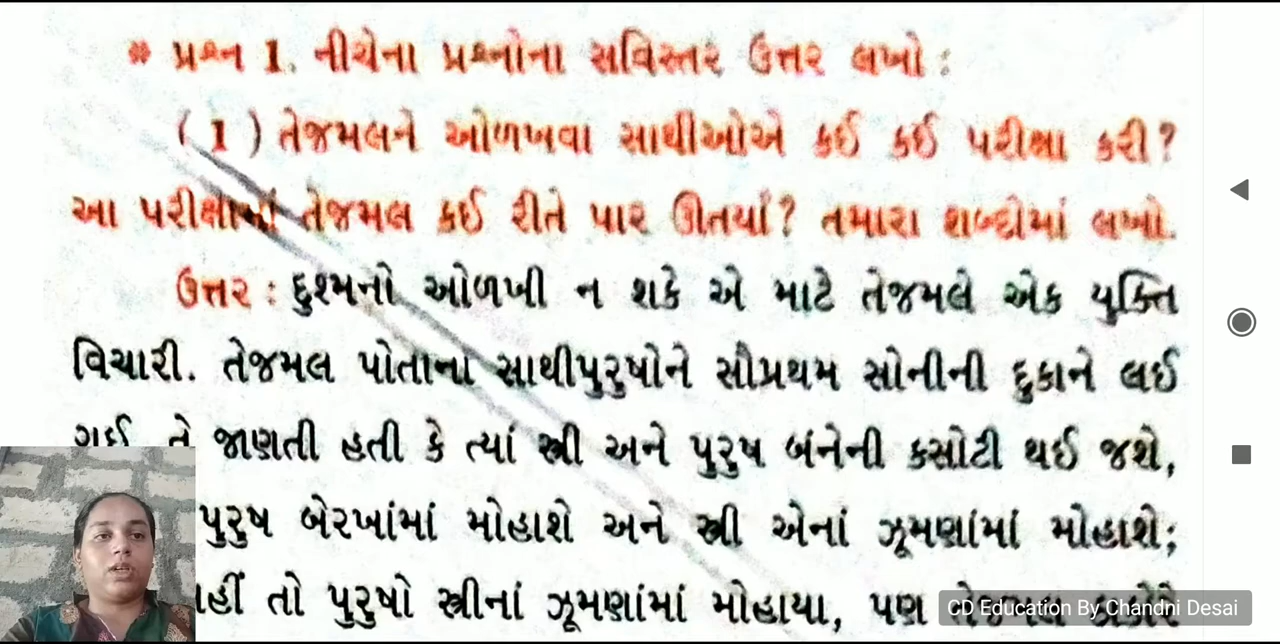 * પ્રશ્ન 1. નીચેના પ્રશ્નોના સવિસ્તર ઉત્તર લખો :
( 1 ) તેજમલને ઓળખવા સાથીઓએ કઈ કઈ પરીક્ષા કરી?
આ પરીક્ષામાં તેજમલ કઈ રીતે પાર ઊતર્યાં? તમારા શબ્દોમાં લખો.
ઉત્તર : દુશ્મનો ઓળખી ન શકે એ માટે તેજમલે એક યુક્તિ
વિચારી. તેજમલ પોતાના સાથીપુરુષોને સૌપ્રથમ સોનીની દુકાને લઈ
ગઈ. તે જાણતી હતી કે ત્યાં સ્ત્રી અને પુરુષ બંનેની કસોટી થઈ જશે,
પુરુષ બેરખાંમાં મોહાશે અને સ્ત્રી એનાં ઝૂમણાંમાં મોહાશે;
તો પુરુષો સ્ત્રીનાં ઝૂમણાંમાં મોહાયા, પણ તેજમલ ઠાકોરે
CD Education By Chandni Desai